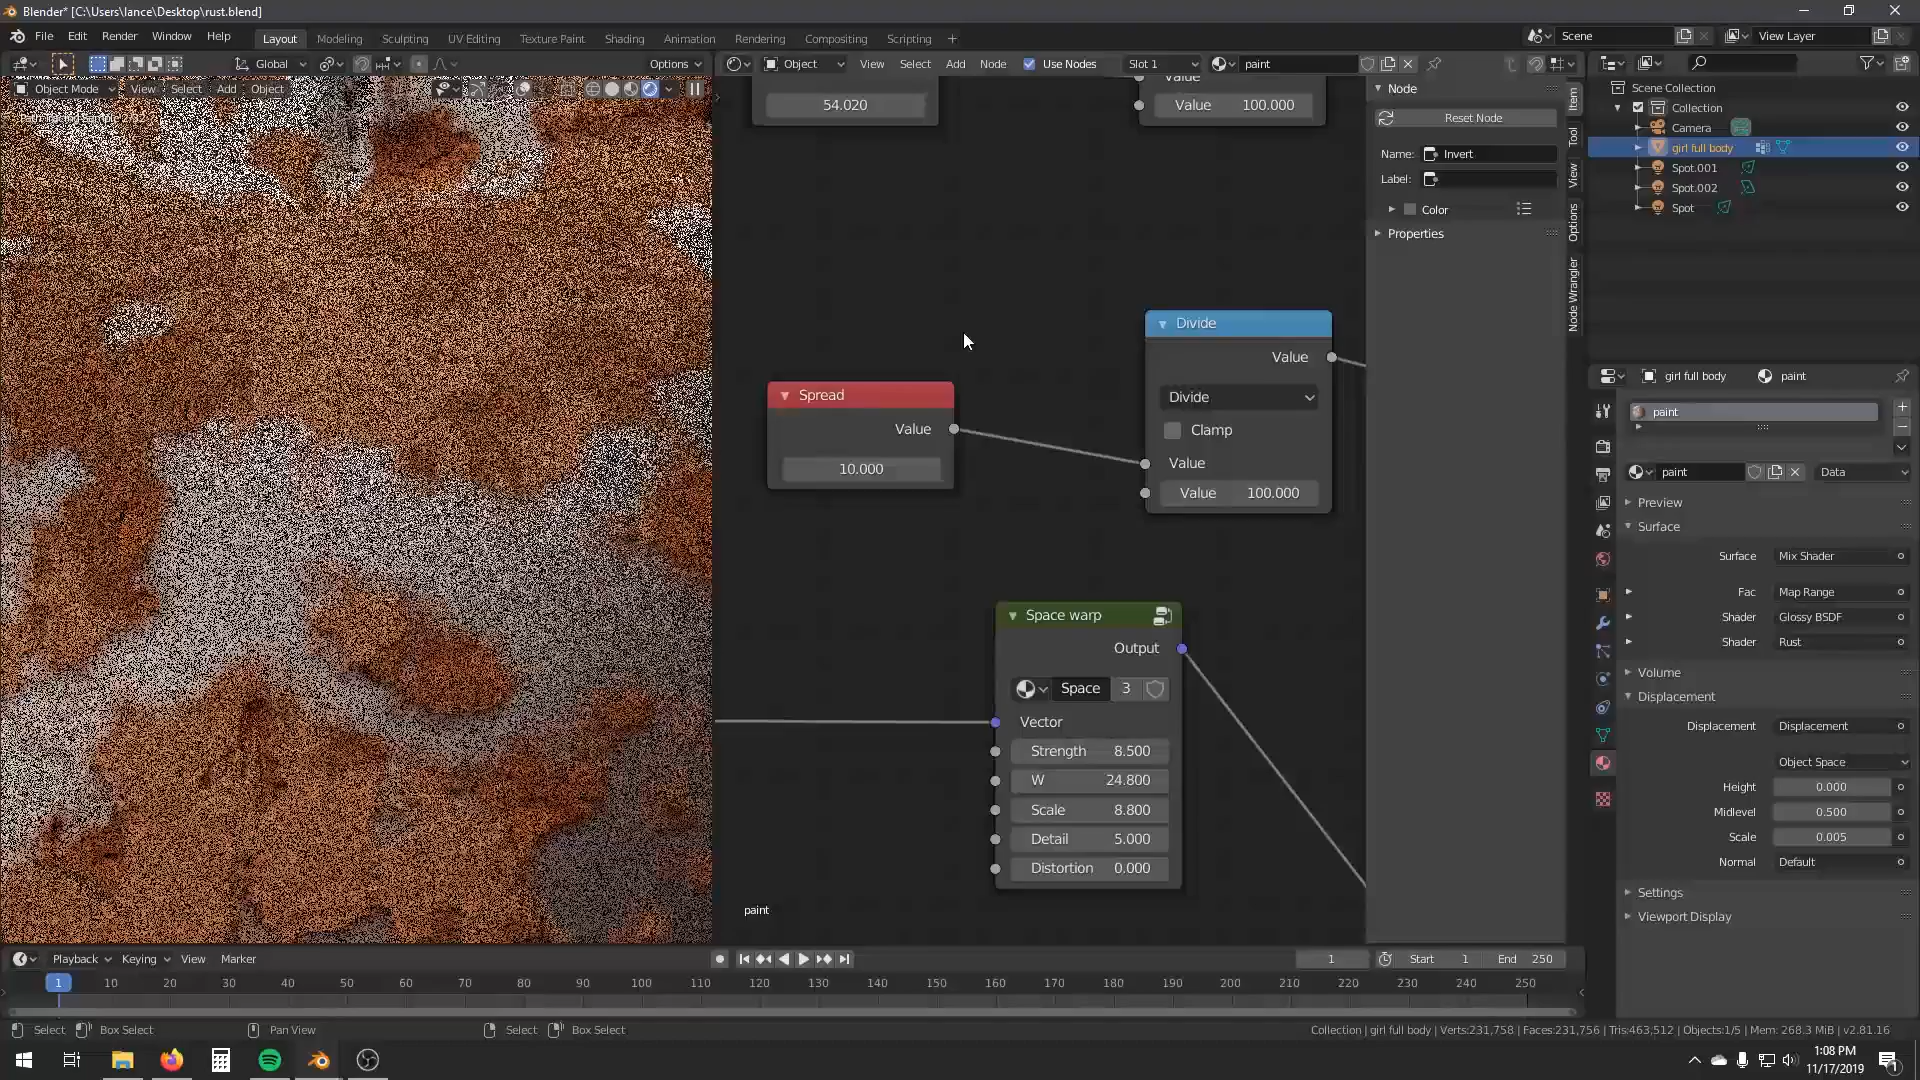 Blender* [C:\Users\lance\Desktop\rust.blend]
File Edit Render Window Help
Layout Modeling Sculpting UV Editing Texture Paint Shading Animation Rendering Compositing Scripting +
Scene View Layer
Global Options
Object View Select Add Node Use Nodes Slot 1 paint
Object Mode View Select Add Object
54.020
Value
Value 100.000
Node
Reset Node
Name: Invert
Label:
Color
Properties
Item
Tool
View
Options
Node Wrangler
Scene Collection
Collection
Camera
girl full body
Spot.001
Spot.002
Spot
Spread
Value
10.000
Divide
Value
Divide
Clamp
Value
Value 100.000
Space warp
Output
Space 3
Vector
Strength 8.500
W 24.800
Scale 8.800
Detail 5.000
Distortion 0.000
paint
girl full body paint
paint
paint Data
Preview
Surface
Surface Mix Shader
Fac Map Range
Shader Glossy BSDF
Shader Rust
Volume
Displacement
Displacement Displacement
Object Space
Height 0.000
Midlevel 0.500
Scale 0.005
Normal Default
Settings
Viewport Display
Playback Keying View Marker
1 Start 1 End 250
1 10 20 30 40 50 60 70 80 90 100 110 120 130 140 150 160 170 180 190 200 210 220 230 240 250
Select Box Select Pan View Select Box Select
Collection | girl full body | Verts:231,758 | Faces:231,756 | Tris:463,512 | Objects:1/5 | Mem: 268.3 MiB | v2.81.16
1:08 PM
11/17/2019
1